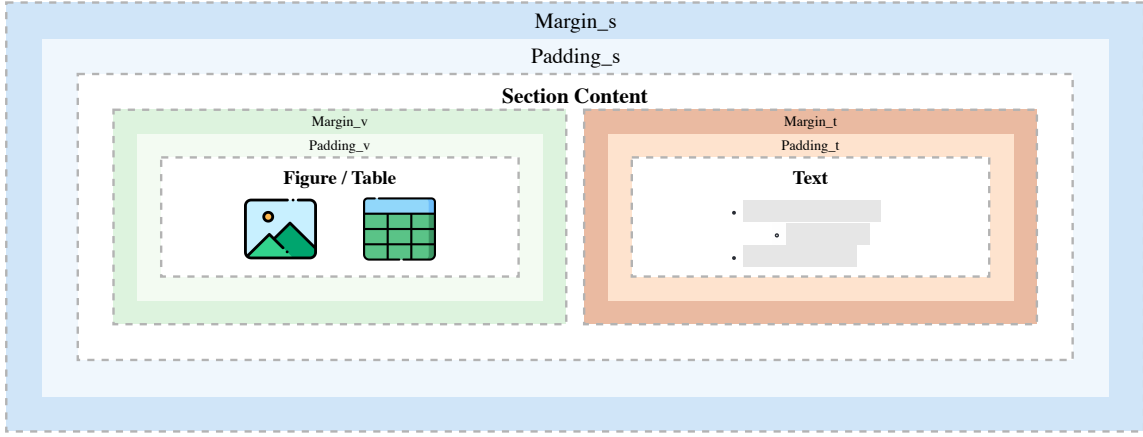 Margin_s
Padding_s
Section Content
Margin_v
Padding_v
Figure / Table
Margin_t
Padding_t
Text